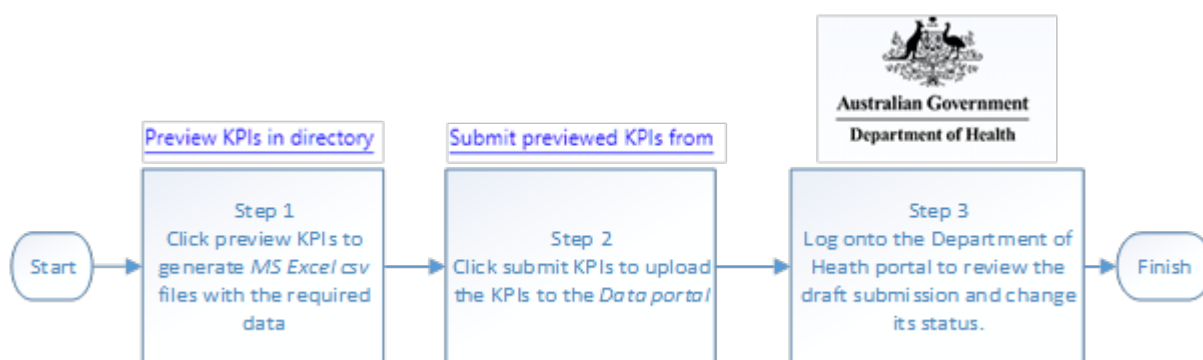 Australian Government
Department of Health
Preview KPIs in directory
Submit previewed KPIs from
Start
Step 1
Click preview KPIs to
generate MS Excel csv
files with the required
data
Step 2
Click submit KPIs to upload
the KPIs to the Data portal
Step 3
Log onto the Department of
Heath portal to review the
draft submission and change
its status.
Finish